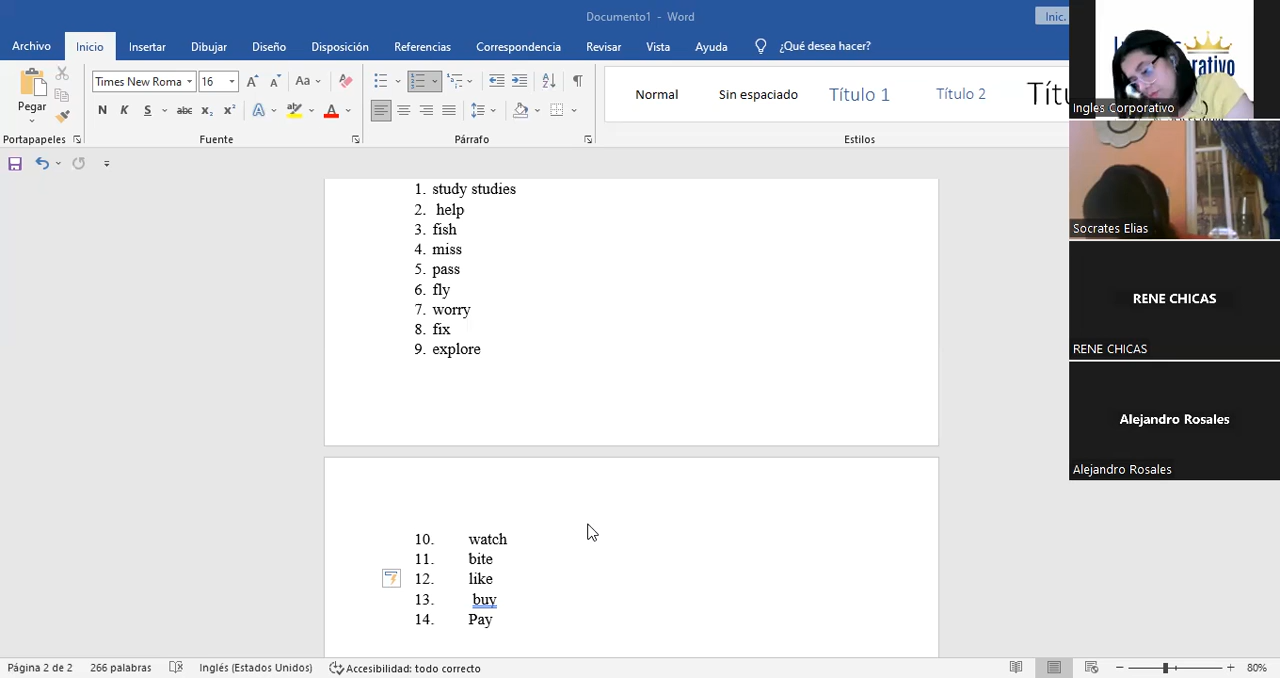 Documento1 - Word
Inic.
Archivo Inicio Insertar Dibujar Diseño Disposición Referencias Correspondencia Revisar Vista Ayuda ¿Qué desea hacer?
Pegar
Times New Roma 16
Aa
N K S abc x₂ x² A A
Normal Sin espaciado Título 1 Título 2
Portapapeles Fuente Párrafo Estilos
1. study studies
2. help
3. fish
4. miss
5. pass
6. fly
7. worry
8. fix
9. explore
10. watch
11. bite
12. like
13. buy
14. Pay
Ingles Corporativo
Socrates Elias
RENE CHICAS
RENE CHICAS
Alejandro Rosales
Alejandro Rosales
Página 2 de 2 266 palabras Inglés (Estados Unidos) Accesibilidad: todo correcto 80%